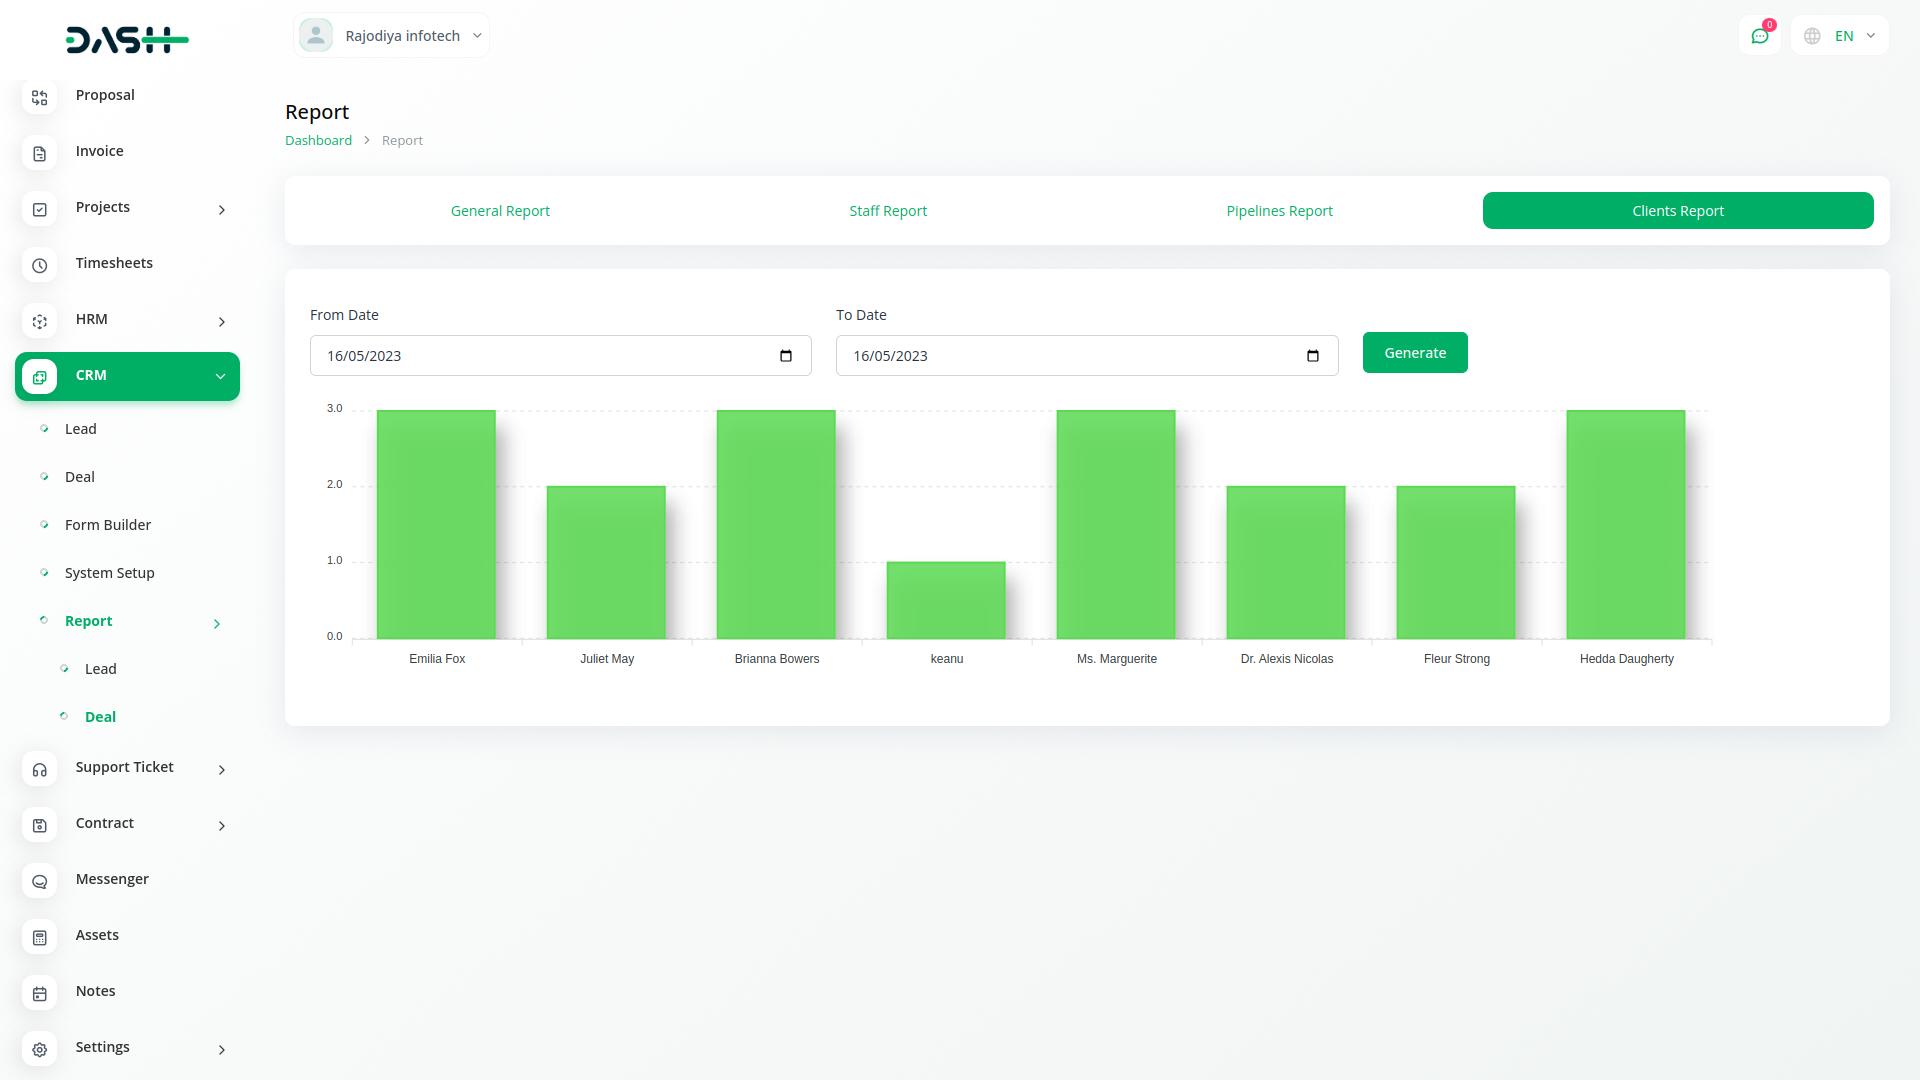 DASH
Rajodiya infotech
0
EN
Proposal
Invoice
Projects
Timesheets
HRM
CRM
Lead
Deal
Form Builder
System Setup
Report
Lead
Deal
Support Ticket
Contract
Messenger
Assets
Notes
Settings
Report
Dashboard > Report
General Report Staff Report Pipelines Report Clients Report
From Date To Date
16/05/2023 16/05/2023 Generate
3.0
2.0
1.0
0.0
Emilia Fox Juliet May Brianna Bowers keanu Ms. Marguerite Dr. Alexis Nicolas Fleur Strong Hedda Daugherty